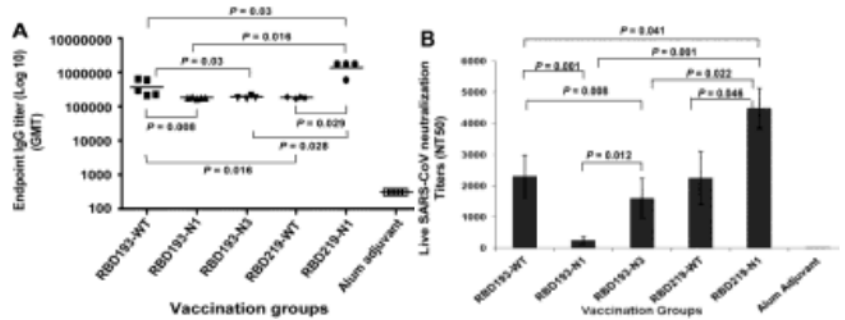 A
P = 0.03
P = 0.016
P = 0.03
P = 0.008
P = 0.029
P = 0.028
P = 0.016
Endpoint IgG titer (Log 10)
(GMT)
10000000
1000000
100000
10000
1000
100
RBD193-WT
RBD193-N1
RBD193-N3
RBD219-WT
RBD219-N1
Alum adjuvant
Vaccination groups
B
P = 0.041
P = 0.001
P = 0.001
P = 0.022
P = 0.008
P = 0.046
P = 0.012
Live SARS-CoV neutralization
Titers (NT50)
6000
5000
4000
3000
2000
1000
0
RBD193-WT
RBD193-N1
RBD193-N3
RBD219-WT
RBD219-N1
Alum Adjuvant
Vaccination Groups